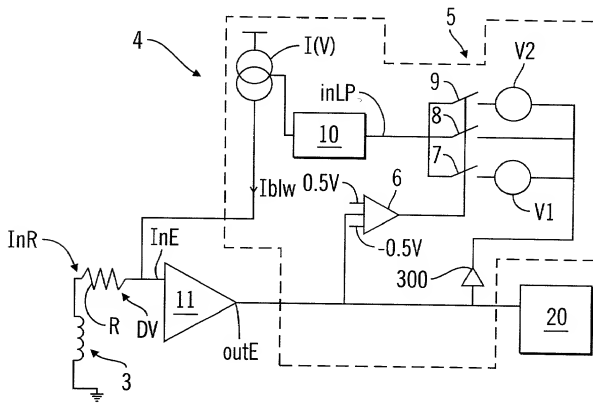 4
I(V)
5
V2
9
inLP
8
10
7
Iblw
0.5V
6
V1
-0.5V
InR
InE
300
R
DV
11
20
outE
3